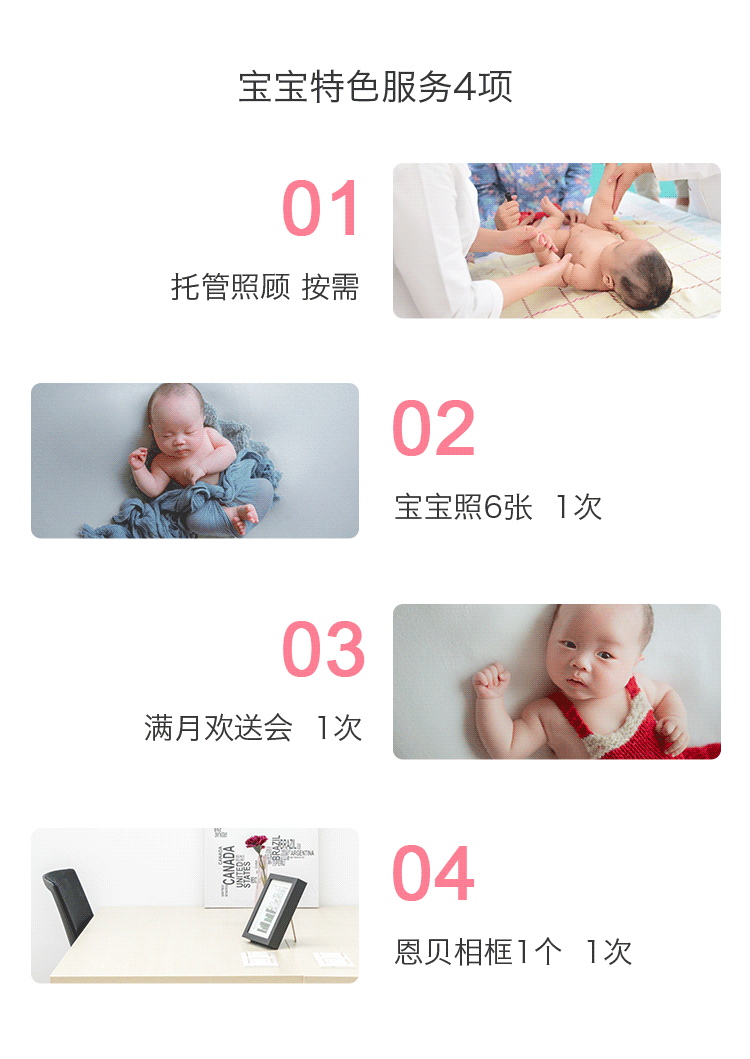 宝宝特色服务4项
01
托管照顾 按需
02
宝宝照6张 1次
03
满月欢送会 1次
CANADA
UNITED
STATES
BRAZIL
ARGENTINA
04
恩贝相框1个 1次